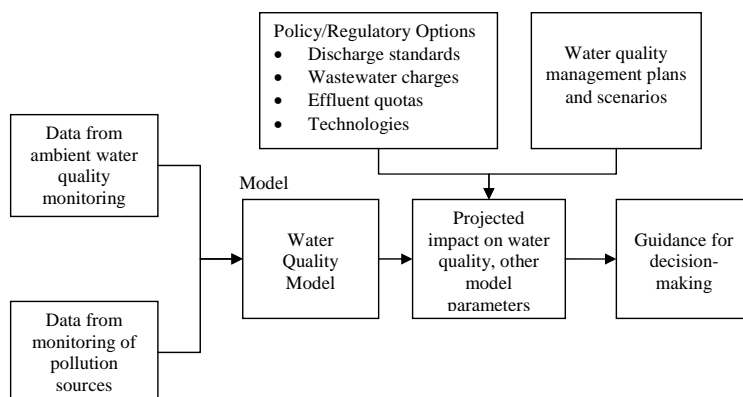 Policy/Regulatory Options
• Discharge standards
• Wastewater charges
• Effluent quotas
• Technologies
Water quality
management plans
and scenarios
Data from
ambient water
quality
monitoring
Model
Water
Quality
Model
Projected
impact on water
quality, other
model
parameters
Guidance for
decision-
making
Data from
monitoring of
pollution
sources